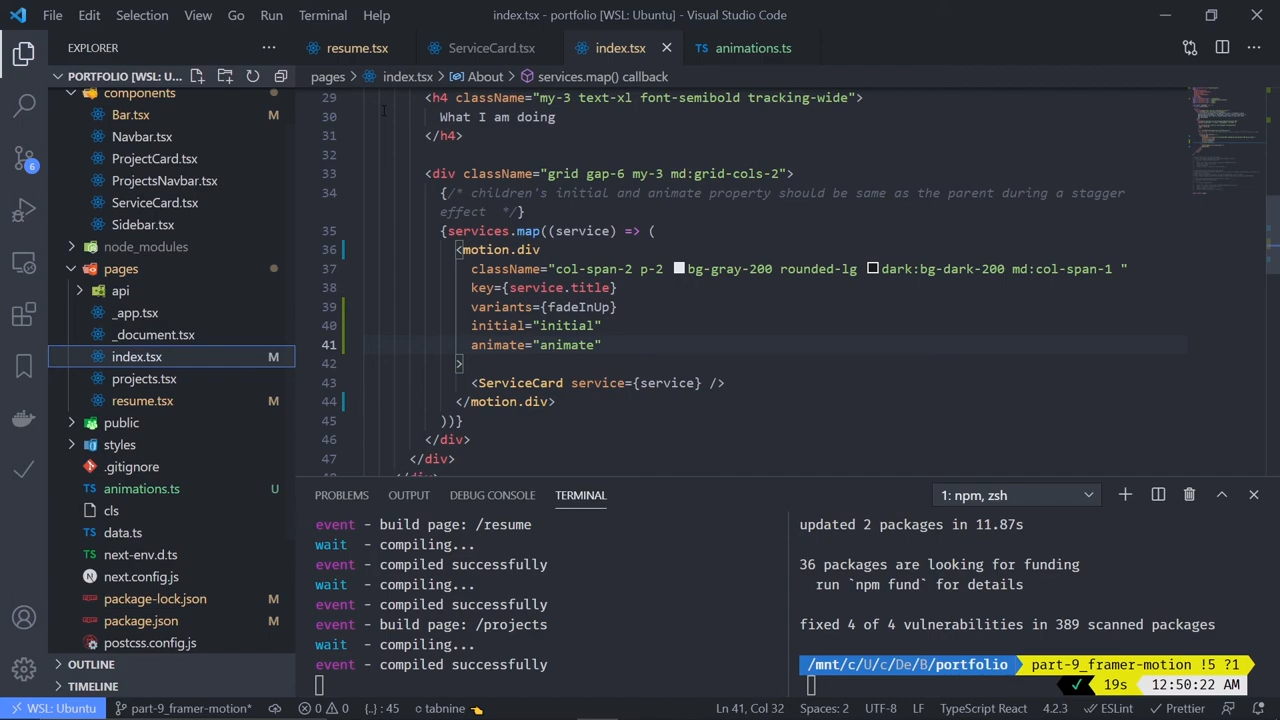 File Edit Selection View Go Run Terminal Help
index.tsx - portfolio [WSL: Ubuntu] - Visual Studio Code
EXPLORER
PORTFOLIO [WSL: U...
components
Bar.tsx M
Navbar.tsx
ProjectCard.tsx
ProjectsNavbar.tsx
ServiceCard.tsx
Sidebar.tsx
node_modules
pages
api
_app.tsx
_document.tsx
index.tsx M
projects.tsx
resume.tsx M
public
styles
.gitignore
animations.ts U
cls
data.ts
next-env.d.ts
next.config.js
package-lock.json M
package.json M
postcss.config.js
OUTLINE
TIMELINE
6
resume.tsx ServiceCard.tsx index.tsx animations.ts
pages > index.tsx > About > services.map() callback
29 <h4 className="my-3 text-xl font-semibold tracking-wide">
30 What I am doing
31 </h4>
32
33 <div className="grid gap-6 my-3 md:grid-cols-2">
34 {/* children's initial and animate property should be same as the parent during a stagger
effect */}
35 {services.map((service) => (
36 <motion.div
37 className="col-span-2 p-2 bg-gray-200 rounded-lg dark:bg-dark-200 md:col-span-1 "
38 key={service.title}
39 variants={fadeInUp}
40 initial="initial"
41 animate="animate"
42 >
43 <ServiceCard service={service} />
44 </motion.div>
45 ))}
46 </div>
47 </div>
PROBLEMS OUTPUT DEBUG CONSOLE TERMINAL
1: npm, zsh
event - build page: /resume
wait - compiling...
event - compiled successfully
wait - compiling...
event - compiled successfully
event - build page: /projects
wait - compiling...
event - compiled successfully
updated 2 packages in 11.87s
36 packages are looking for funding
run `npm fund` for details
fixed 4 of 4 vulnerabilities in 389 scanned packages
/mnt/c/U/c/De/B/portfolio part-9_framer-motion !5 ?1
✓ 19s 12:50:22 AM
WSL: Ubuntu part-9_framer-motion* 0 0 {..} : 45 tabnine Ln 41, Col 32 Spaces: 2 UTF-8 LF TypeScript React 4.2.3 ESLint Prettier